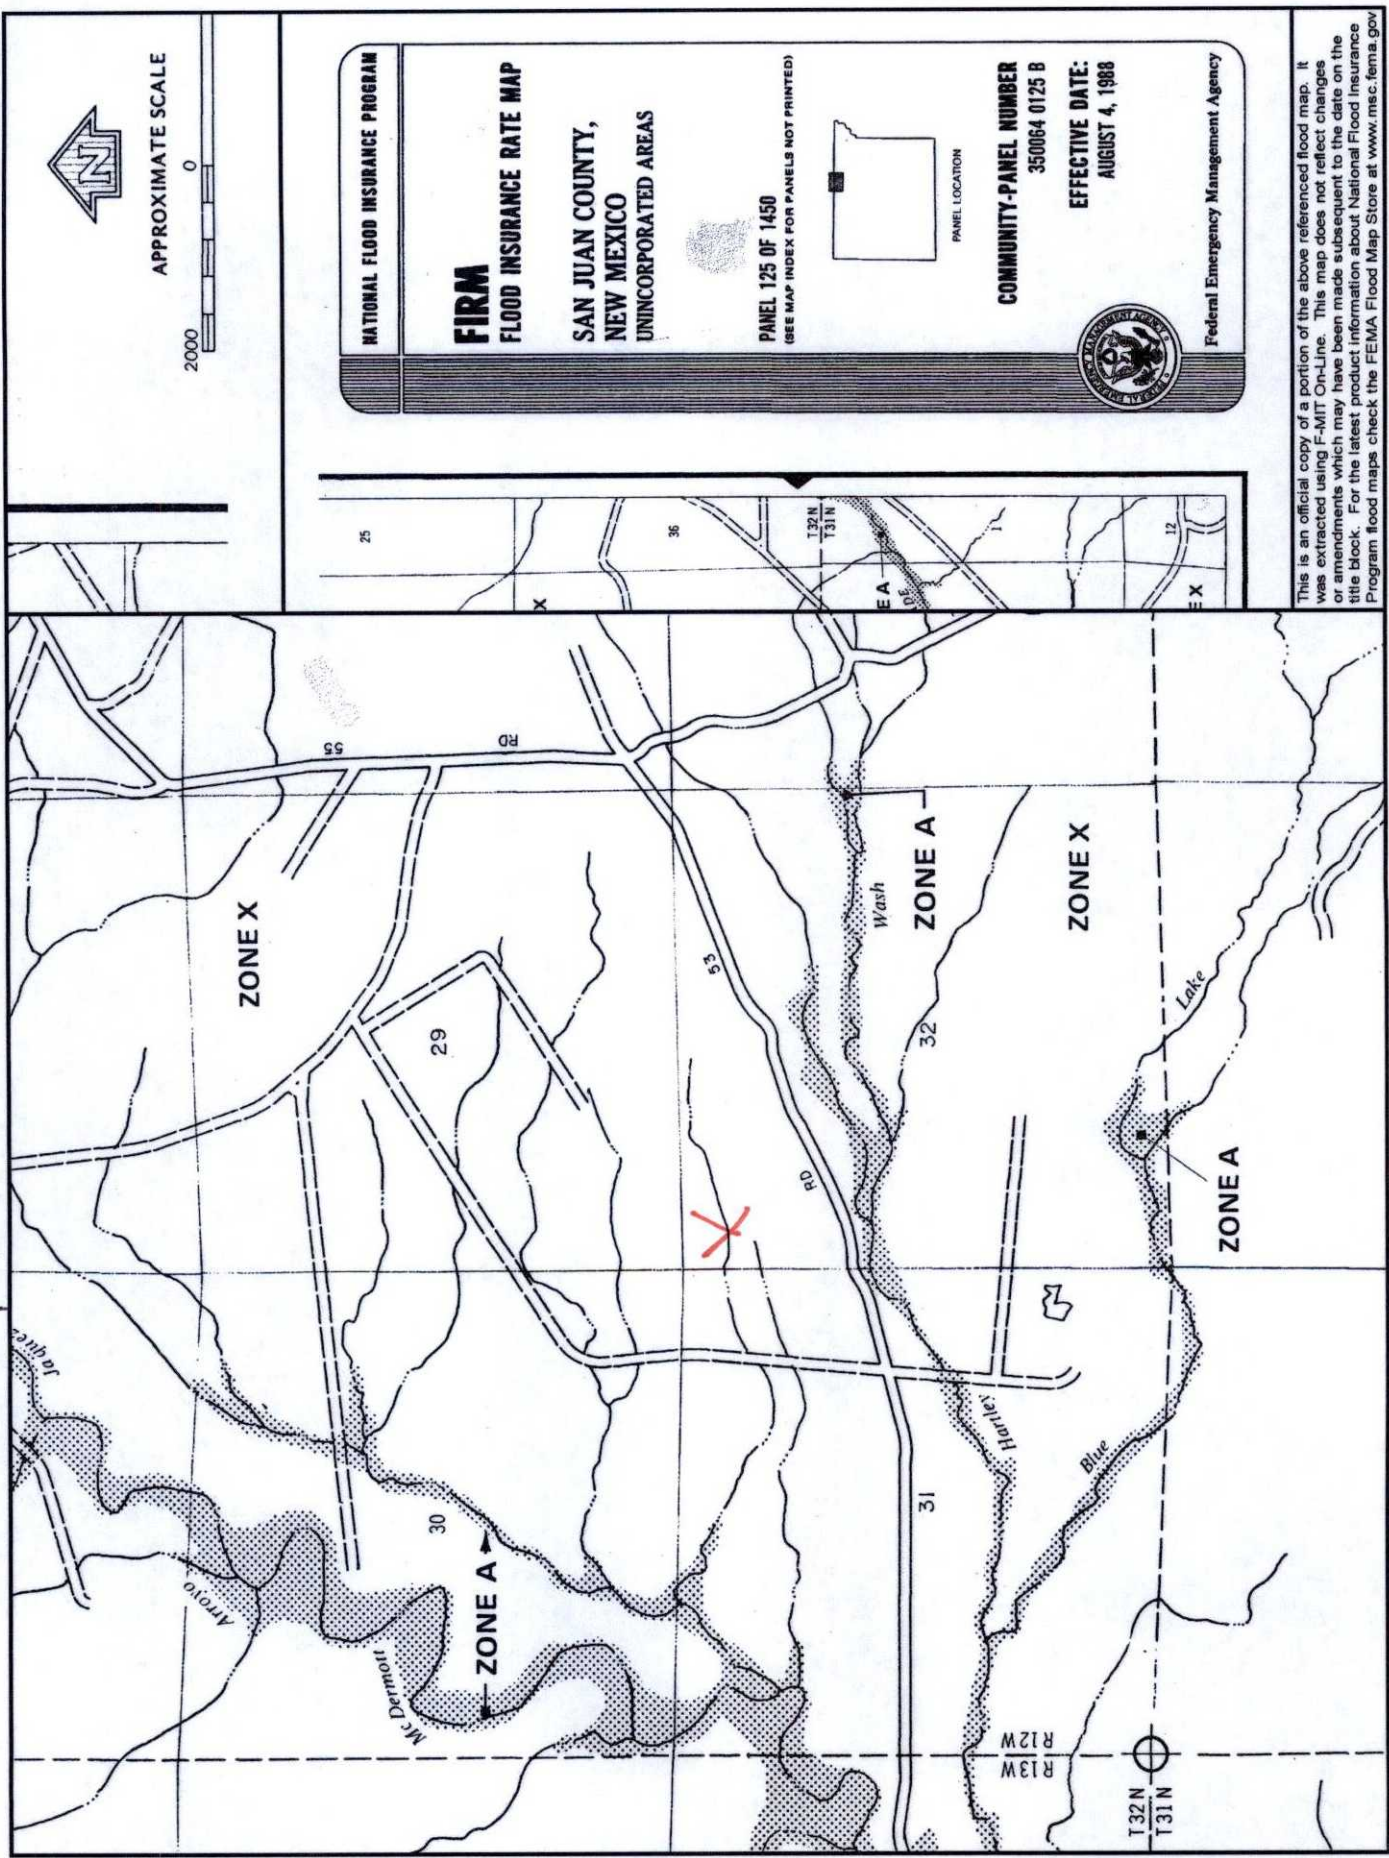 APPROXIMATE SCALE
2000 0
N
NATIONAL FLOOD INSURANCE PROGRAM
FIRM
FLOOD INSURANCE RATE MAP
SAN JUAN COUNTY,
NEW MEXICO
UNINCORPORATED AREAS
PANEL 125 OF 1450
(SEE MAP INDEX FOR PANELS NOT PRINTED)
PANEL LOCATION
COMMUNITY-PANEL NUMBER
350064 0125 B
EFFECTIVE DATE:
AUGUST 4, 1988
FEDERAL EMERGENCY MANAGEMENT AGENCY
Federal Emergency Management Agency
This is an official copy of a portion of the above referenced flood map. It
was extracted using F-MIT On-Line. This map does not reflect changes
or amendments which may have been made subsequent to the date on the
title block. For the latest product information about National Flood Insurance
Program flood maps check the FEMA Flood Map Store at www.msc.fema.gov
25
X
36
T32N
T31N
E A
DE
1
12
E X
55
RD
ZONE X
29
53
RD
Wash
ZONE A
32
ZONE X
Lake
ZONE A
Jaques
Arroyo
30
ZONE A
McDermott
31
Hartley
Blue
R12W
R13W
T32N
T31N